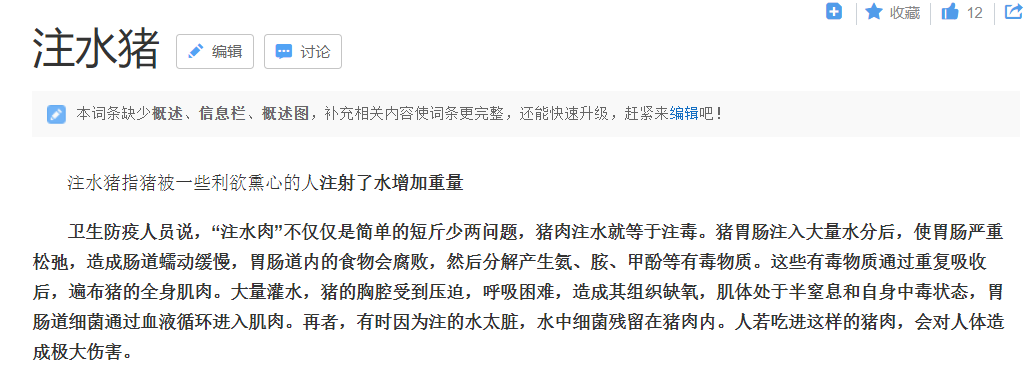 收藏 12
注水猪 编辑 讨论
本词条缺少概述、信息栏、概述图，补充相关内容使词条更完整，还能快速升级，赶紧来编辑吧！
注水猪指猪被一些利欲熏心的人注射了水增加重量
卫生防疫人员说，“注水肉”不仅仅是简单的短斤少两问题，猪肉注水就等于注毒。猪胃肠注入大量水分后，使胃肠严重
松弛，造成肠道蠕动缓慢，胃肠道内的食物会腐败，然后分解产生氨、胺、甲酚等有毒物质。这些有毒物质通过重复吸收
后，遍布猪的全身肌肉。大量灌水，猪的胸腔受到压迫，呼吸困难，造成其组织缺氧，肌体处于半窒息和自身中毒状态，胃
肠道细菌通过血液循环进入肌肉。再者，有时因为注的水太脏，水中细菌残留在猪肉内。人若吃进这样的猪肉，会对人体造
成极大伤害。